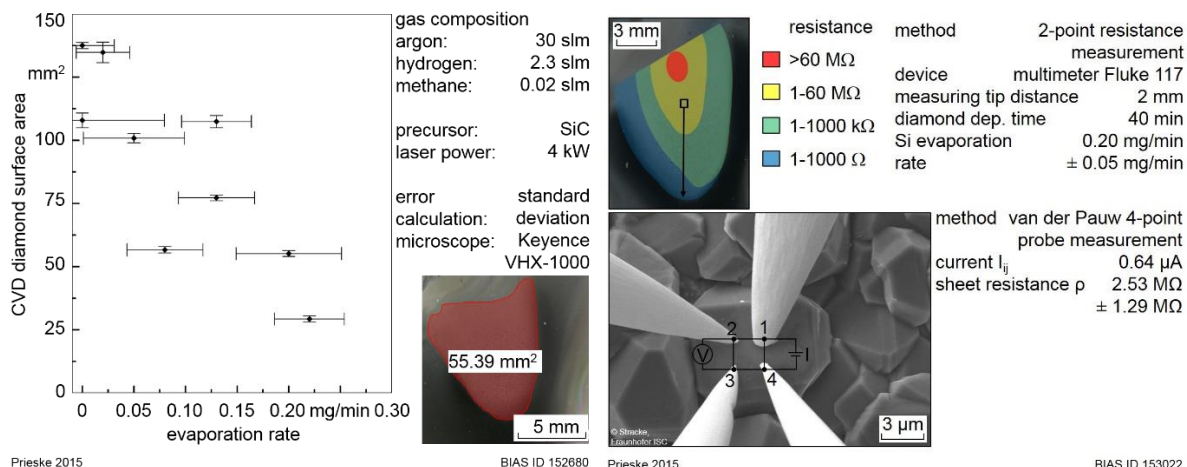 150
mm²
100
75
50
25
0
CVD diamond surface area
0 0.05 0.10 0.15 0.20 mg/min 0.30
evaporation rate
gas composition
argon: 30 slm
hydrogen: 2.3 slm
methane: 0.02 slm
precursor: SiC
laser power: 4 kW
error standard
calculation: deviation
microscope: Keyence
VHX-1000
55.39 mm²
5 mm
Prieske 2015
BIAS ID 152680
3 mm
resistance
>60 MΩ
1-60 MΩ
1-1000 kΩ
1-1000 Ω
method 2-point resistance
measurement
device multimeter Fluke 117
measuring tip distance 2 mm
diamond dep. time 40 min
Si evaporation 0.20 mg/min
rate ± 0.05 mg/min
2 1
V I
3 4
© Stracke,
Fraunhofer ISC
3 µm
method van der Pauw 4-point
probe measurement
current Iij 0.64 µA
sheet resistance ρ 2.53 MΩ
± 1.29 MΩ
Prieske 2015
BIAS ID 153022